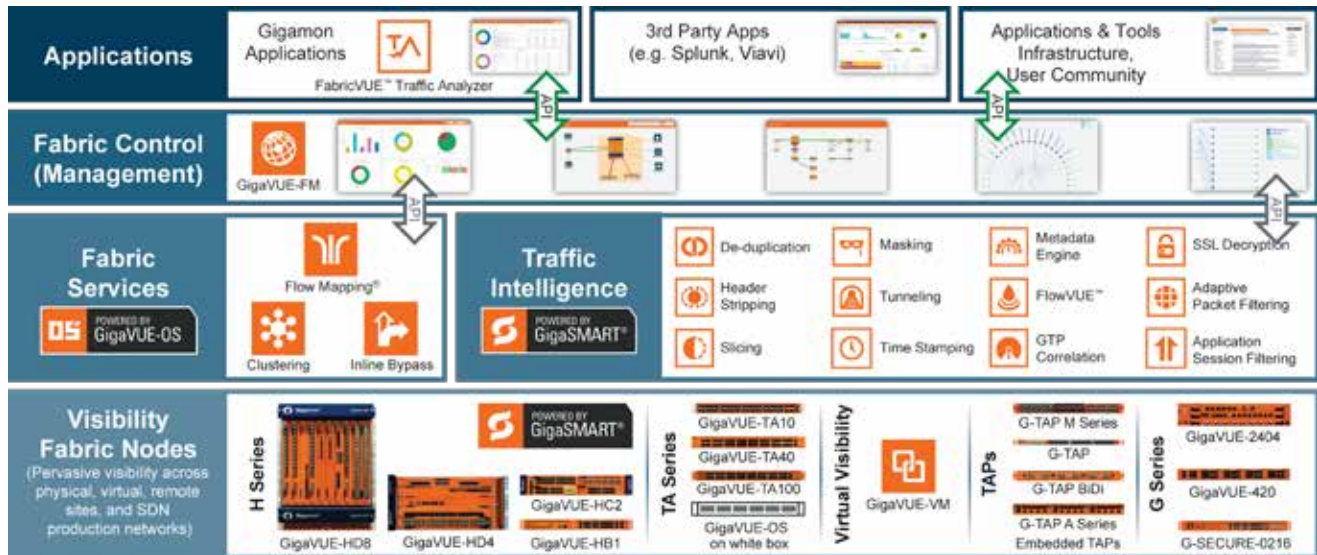 Applications
Gigamon
Applications
FabricVUE™ Traffic Analyzer
3rd Party Apps
(e.g. Splunk, Viavi)
Applications & Tools
Infrastructure,
User Community
API
API
Fabric Control
(Management)
GigaVUE-FM
API
API
Fabric
Services
POWERED BY
GigaVUE-OS
Flow Mapping®
Clustering
Inline Bypass
Traffic
Intelligence
POWERED BY
GigaSMART®
De-duplication
Masking
Metadata
Engine
SSL Decryption
Header
Stripping
Tunneling
FlowVUE™
Adaptive
Packet Filtering
Slicing
Time Stamping
GTP
Correlation
Application
Session Filtering
Visibility
Fabric Nodes
(Pervasive visibility across
physical, virtual, remote
sites, and SDN
production networks)
H Series
GigaVUE-HD8
GigaVUE-HD4
POWERED BY
GigaSMART®
GigaVUE-HC2
GigaVUE-HB1
TA Series
GigaVUE-TA10
GigaVUE-TA40
GigaVUE-TA100
GigaVUE-OS
on white box
Virtual Visibility
GigaVUE-VM
TAPs
G-TAP M Series
G-TAP
G-TAP BiDi
G-TAP A Series
Embedded TAPs
G Series
GigaVUE-2404
GigaVUE-420
G-SECURE-0216